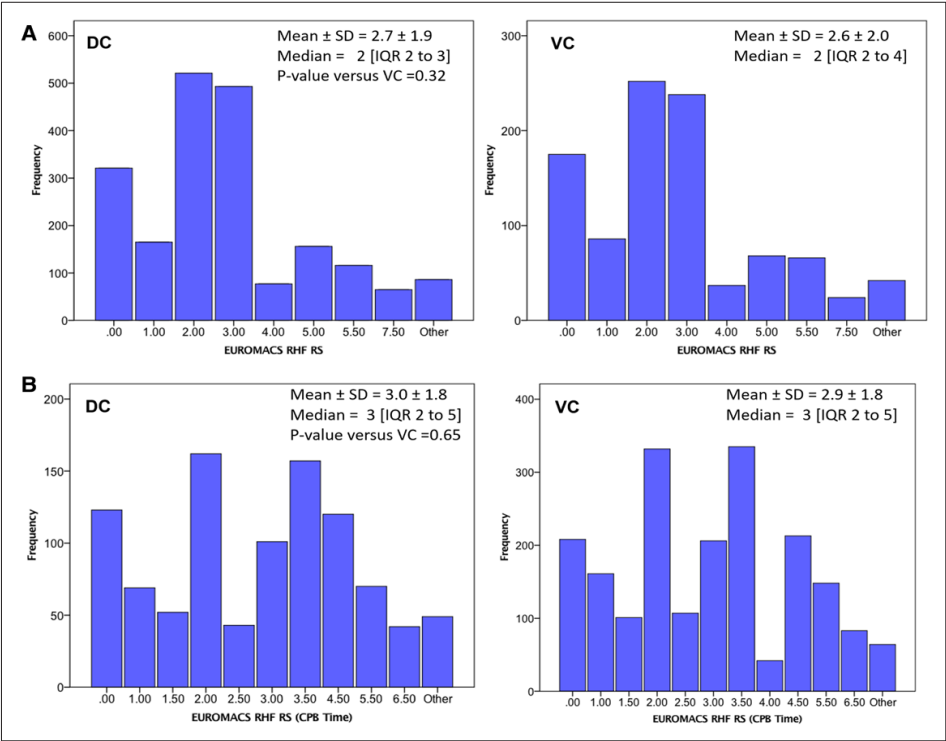 A
DC
Mean ± SD = 2.7 ± 1.9
Median = 2 [IQR 2 to 3]
P-value versus VC =0.32
600
500
400
300
200
100
0
Frequency
.00 1.00 2.00 3.00 4.00 5.00 5.50 7.50 Other
EUROMACS RHF RS
VC
Mean ± SD = 2.6 ± 2.0
Median = 2 [IQR 2 to 4]
300
200
100
0
Frequency
.00 1.00 2.00 3.00 4.00 5.00 5.50 7.50 Other
EUROMACS RHF RS
B
DC
Mean ± SD = 3.0 ± 1.8
Median = 3 [IQR 2 to 5]
P-value versus VC =0.65
200
150
100
50
0
Frequency
.00 1.00 1.50 2.00 2.50 3.00 3.50 4.50 5.50 6.50 Other
EUROMACS RHF RS (CPB Time)
VC
Mean ± SD = 2.9 ± 1.8
Median = 3 [IQR 2 to 5]
400
300
200
100
0
Frequency
.00 1.00 1.50 2.00 2.50 3.00 3.50 4.00 4.50 5.50 6.50 Other
EUROMACS RHF RS (CPB Time)